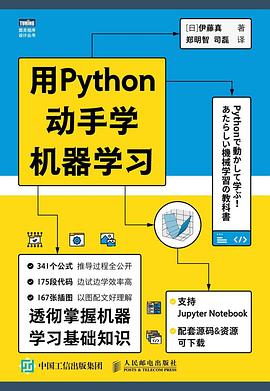 TURING
图灵程序设计丛书
[日]伊藤真 著
郑明智 司磊 译
用Python
动手学
机器学习
Pythonで動かして学ぶ！
あたらしい機械学習の教科書
341个公式 推导过程全公开
175段代码 边试边学效率高
167张插图 以图配文好理解
透彻掌握机器
学习基础知识
支持
Jupyter Notebook
配套源码&资源
可下载
中国工信出版集团
人民邮电出版社
POSTS & TELECOM PRESS